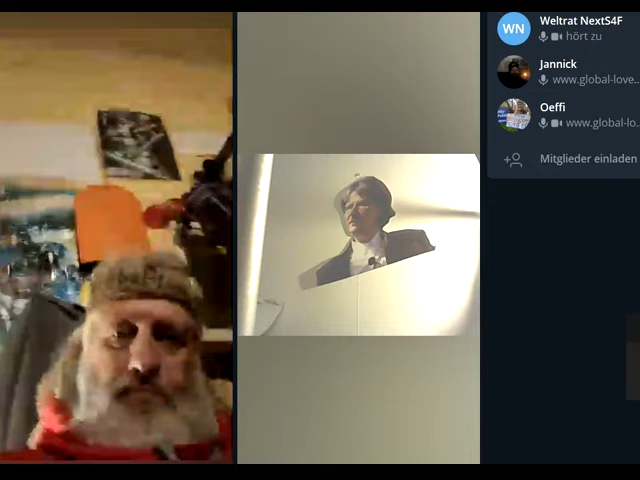 WN
Weltrat NextS4F
hört zu
Jannick
www.global-love...
Oeffi
www.global-lo...
Mitglieder einladen